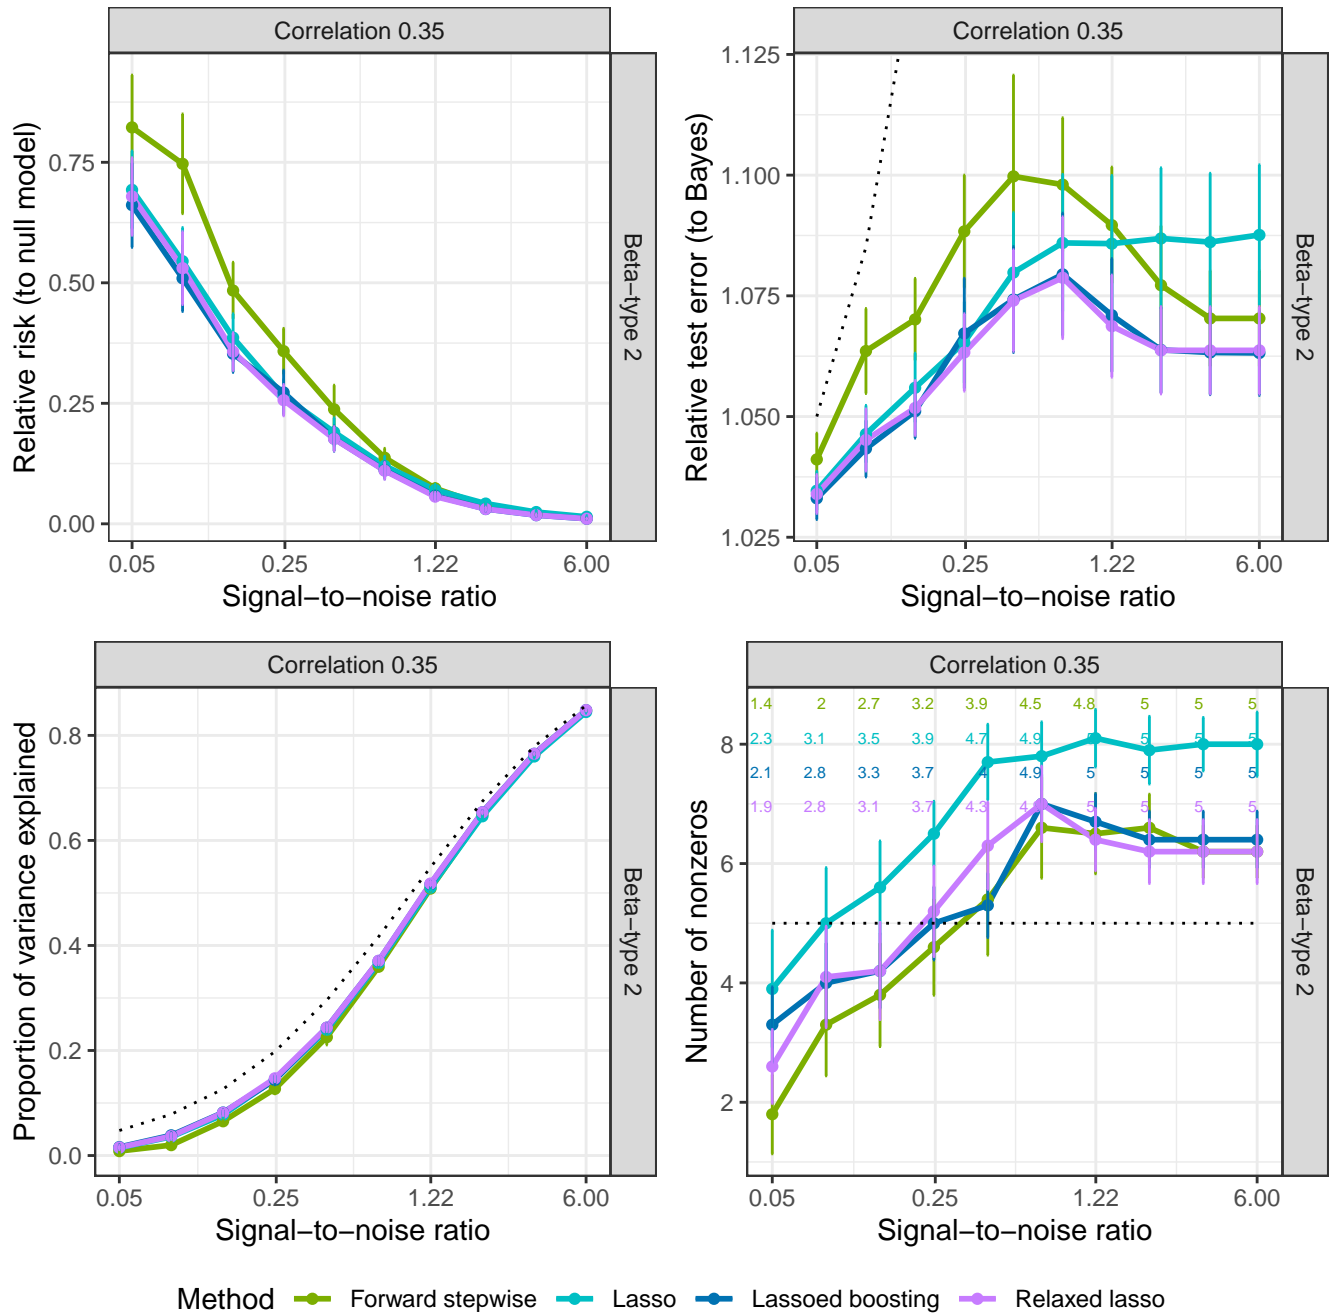 Correlation 0.35
Relative risk (to null model)
0.75
0.50
0.25
0.00
Beta−type 2
0.05 0.25 1.22 6.00
Signal−to−noise ratio
Correlation 0.35
Relative test error (to Bayes)
1.125
1.100
1.075
1.050
1.025
Beta−type 2
0.05 0.25 1.22 6.00
Signal−to−noise ratio
Correlation 0.35
Proportion of variance explained
0.8
0.6
0.4
0.2
0.0
Beta−type 2
0.05 0.25 1.22 6.00
Signal−to−noise ratio
Correlation 0.35
Number of nonzeros
8
6
4
2
1.4 2 2.7 3.2 3.9 4.5 4.8 5 5 5
2.3 3.1 3.5 3.9 4.7 4.9 5 5 5 5
2.1 2.8 3.3 3.7 4 4.9 5 5 5 5
1.9 2.8 3.1 3.7 4.3 5 5 5 5
Beta−type 2
0.05 0.25 1.22 6.00
Signal−to−noise ratio
Method Forward stepwise Lasso Lassoed boosting Relaxed lasso